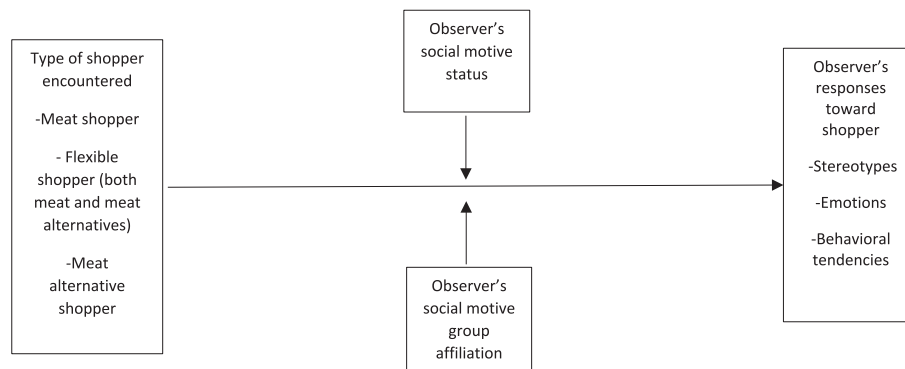 Type of shopper
encountered
-Meat shopper
- Flexible
shopper (both
meat and meat
alternatives)
-Meat
alternative
shopper
Observer's
social motive
status
Observer's
social motive
group
affiliation
Observer's
responses
toward
shopper
-Stereotypes
-Emotions
-Behavioral
tendencies